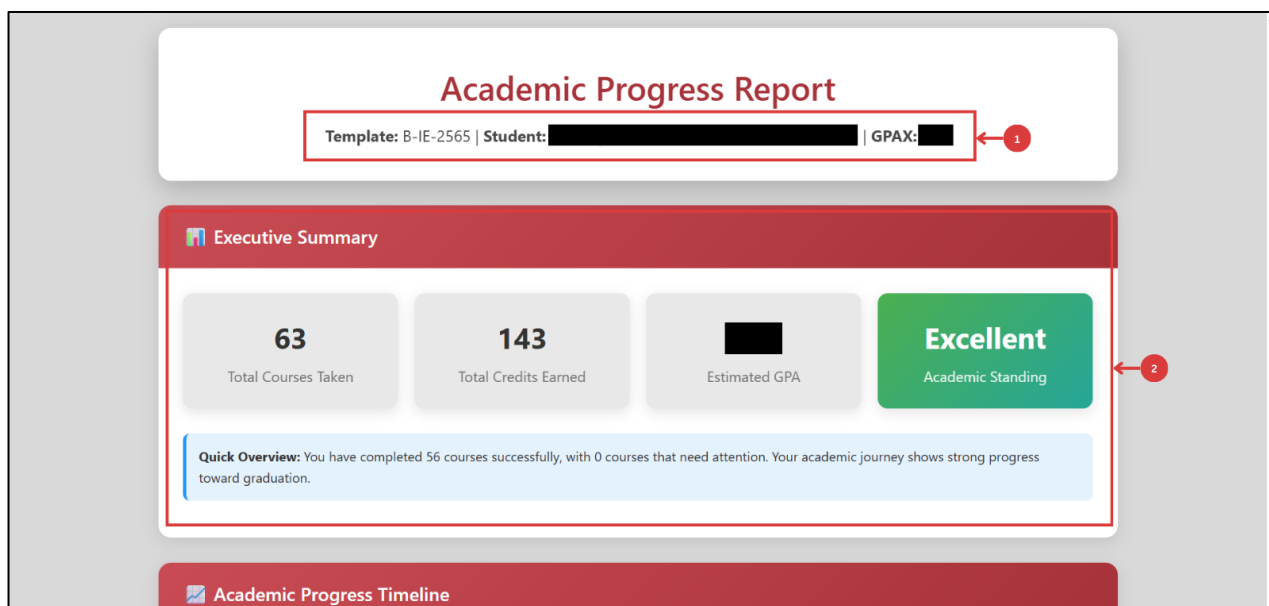 Academic Progress Report
Template: B-IE-2565 | Student: | GPAX:
1
Executive Summary
63
Total Courses Taken
143
Total Credits Earned
Estimated GPA
Excellent
Academic Standing
2
Quick Overview: You have completed 56 courses successfully, with 0 courses that need attention. Your academic journey shows strong progress
toward graduation.
Academic Progress Timeline